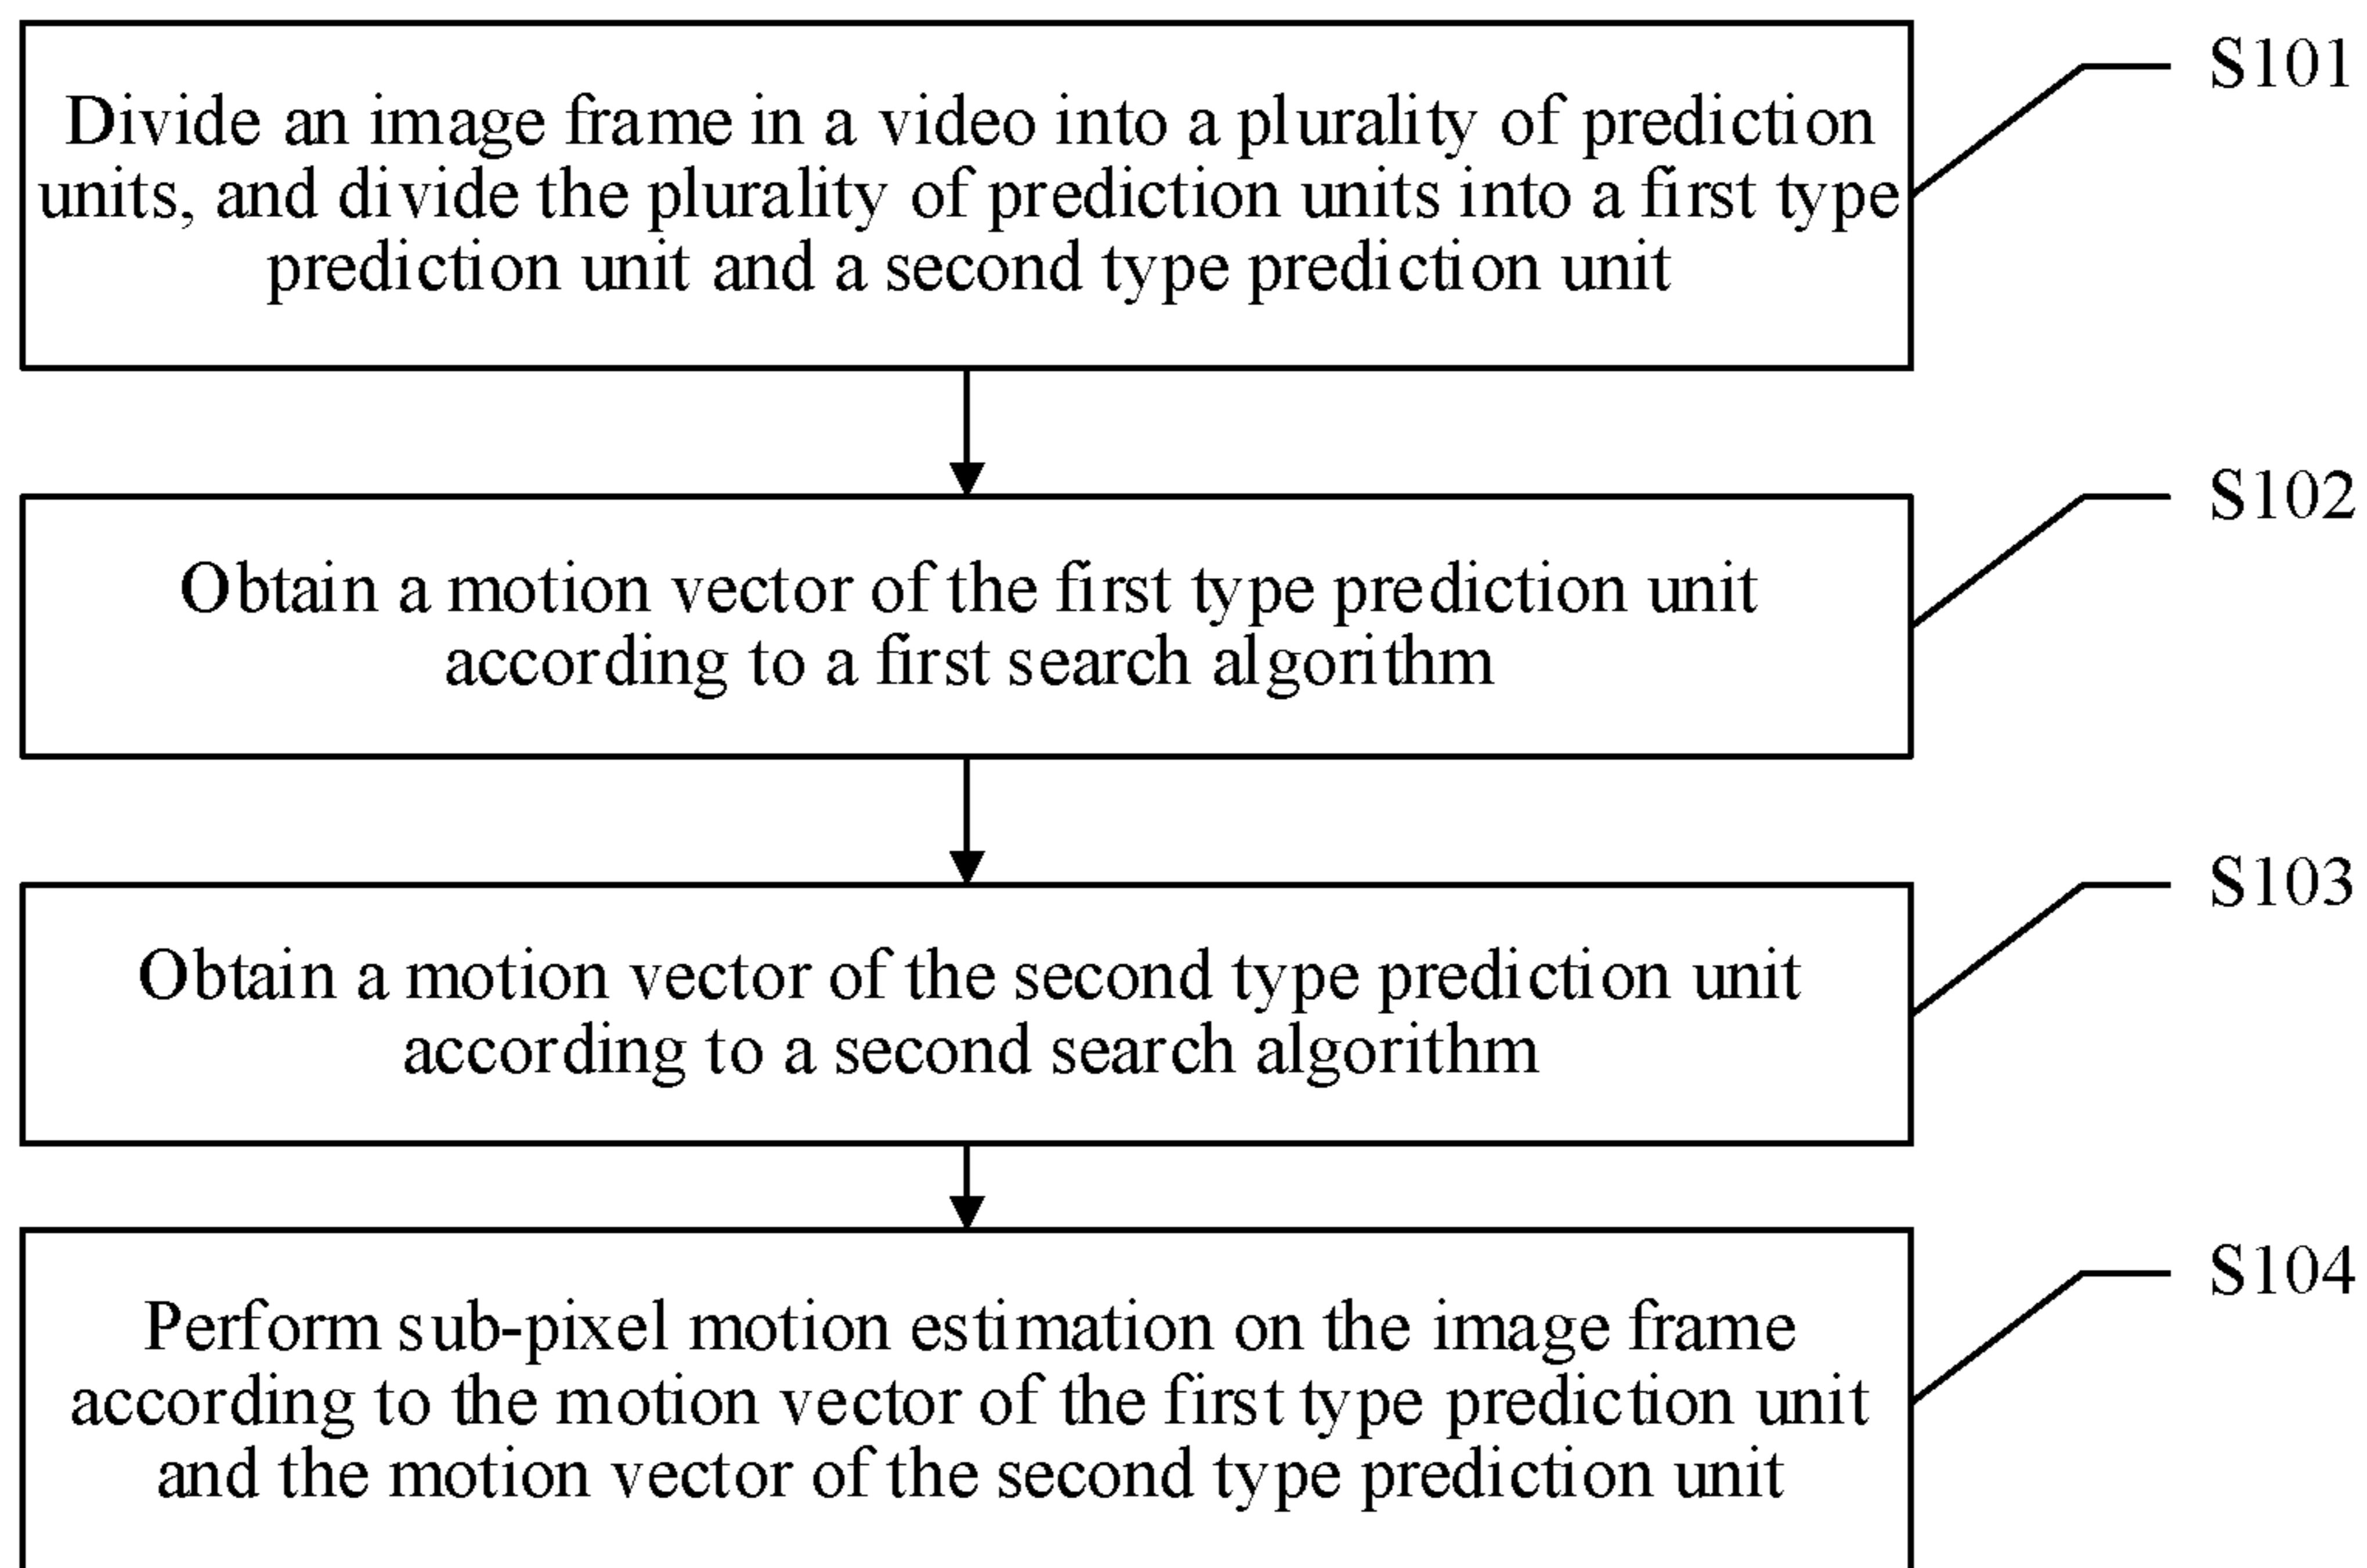 Divide an image frame in a video into a plurality of prediction
units, and divide the plurality of prediction units into a first type
prediction unit and a second type prediction unit
S101
Obtain a motion vector of the first type prediction unit
according to a first search algorithm
S102
Obtain a motion vector of the second type prediction unit
according to a second search algorithm
S103
Perform sub-pixel motion estimation on the image frame
according to the motion vector of the first type prediction unit
and the motion vector of the second type prediction unit
S104